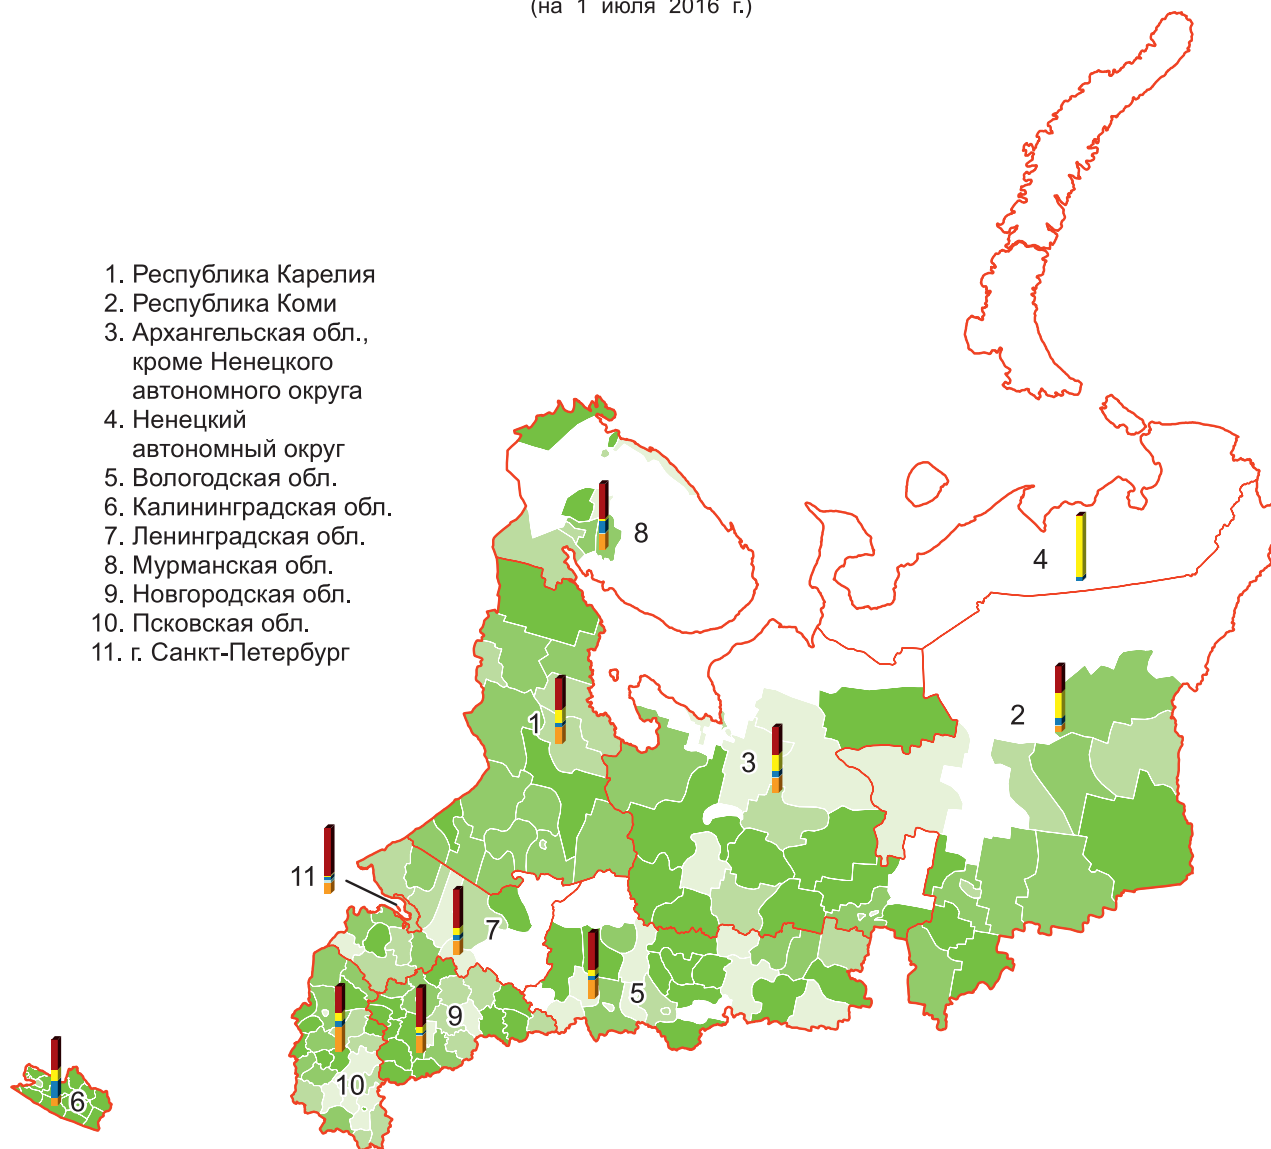 (на 1 июля 2016 г.)
1. Республика Карелия
2. Республика Коми
3. Архангельская обл.,
кроме Ненецкого
автономного округа
4. Ненецкий
автономный округ
5. Вологодская обл.
6. Калининградская обл.
7. Ленинградская обл.
8. Мурманская обл.
9. Новгородская обл.
10. Псковская обл.
11. г. Санкт-Петербург
8
4
1
2
3
11
7
5
9
10
6